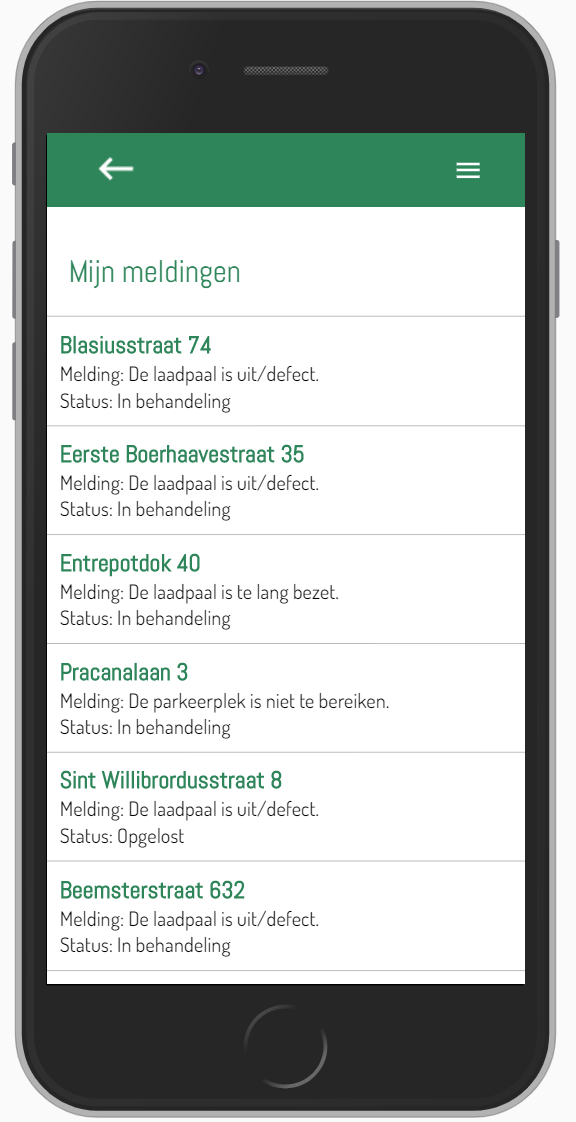 Mijn meldingen
Blasiusstraat 74
Melding: De laadpaal is uit/defect.
Status: In behandeling
Eerste Boerhaavestraat 35
Melding: De laadpaal is uit/defect.
Status: In behandeling
Entrepotdok 40
Melding: De laadpaal is te lang bezet.
Status: In behandeling
Pracanalaan 3
Melding: De parkeerplek is niet te bereiken.
Status: In behandeling
Sint Willibrordusstraat 8
Melding: De laadpaal is uit/defect.
Status: Opgelost
Beemsterstraat 632
Melding: De laadpaal is uit/defect.
Status: In behandeling